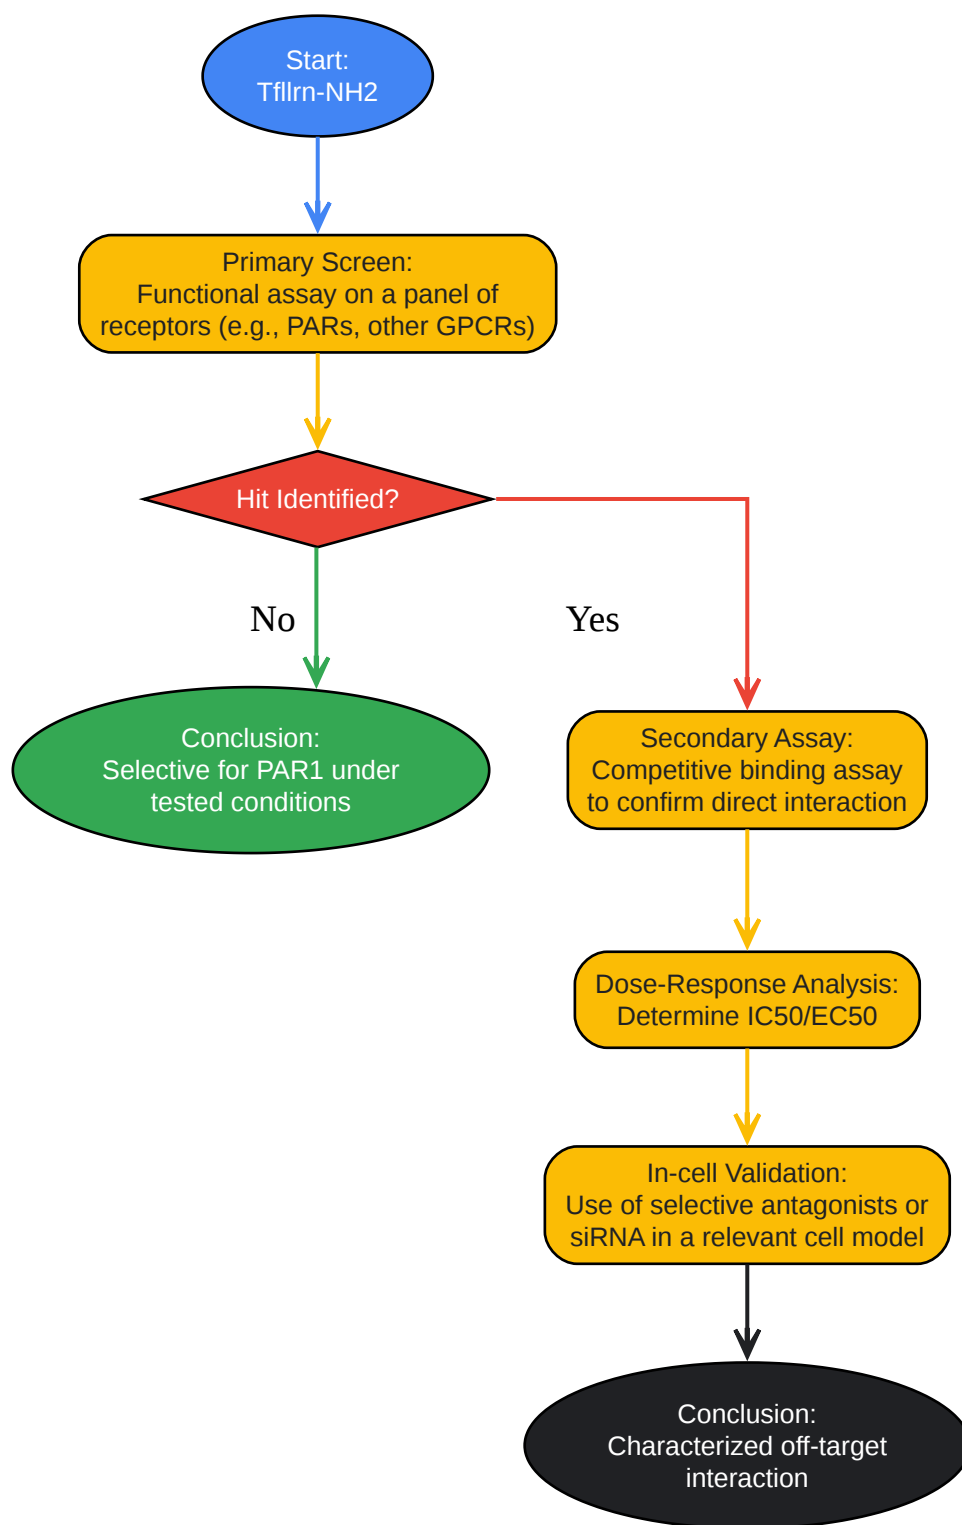 Start:
Tfllrn-NH2
Primary Screen:
Functional assay on a panel of
receptors (e.g., PARs, other GPCRs)
Hit Identified?
No
Yes
Conclusion:
Selective for PAR1 under
tested conditions
Secondary Assay:
Competitive binding assay
to confirm direct interaction
Dose-Response Analysis:
Determine IC50/EC50
In-cell Validation:
Use of selective antagonists or
siRNA in a relevant cell model
Conclusion:
Characterized off-target
interaction